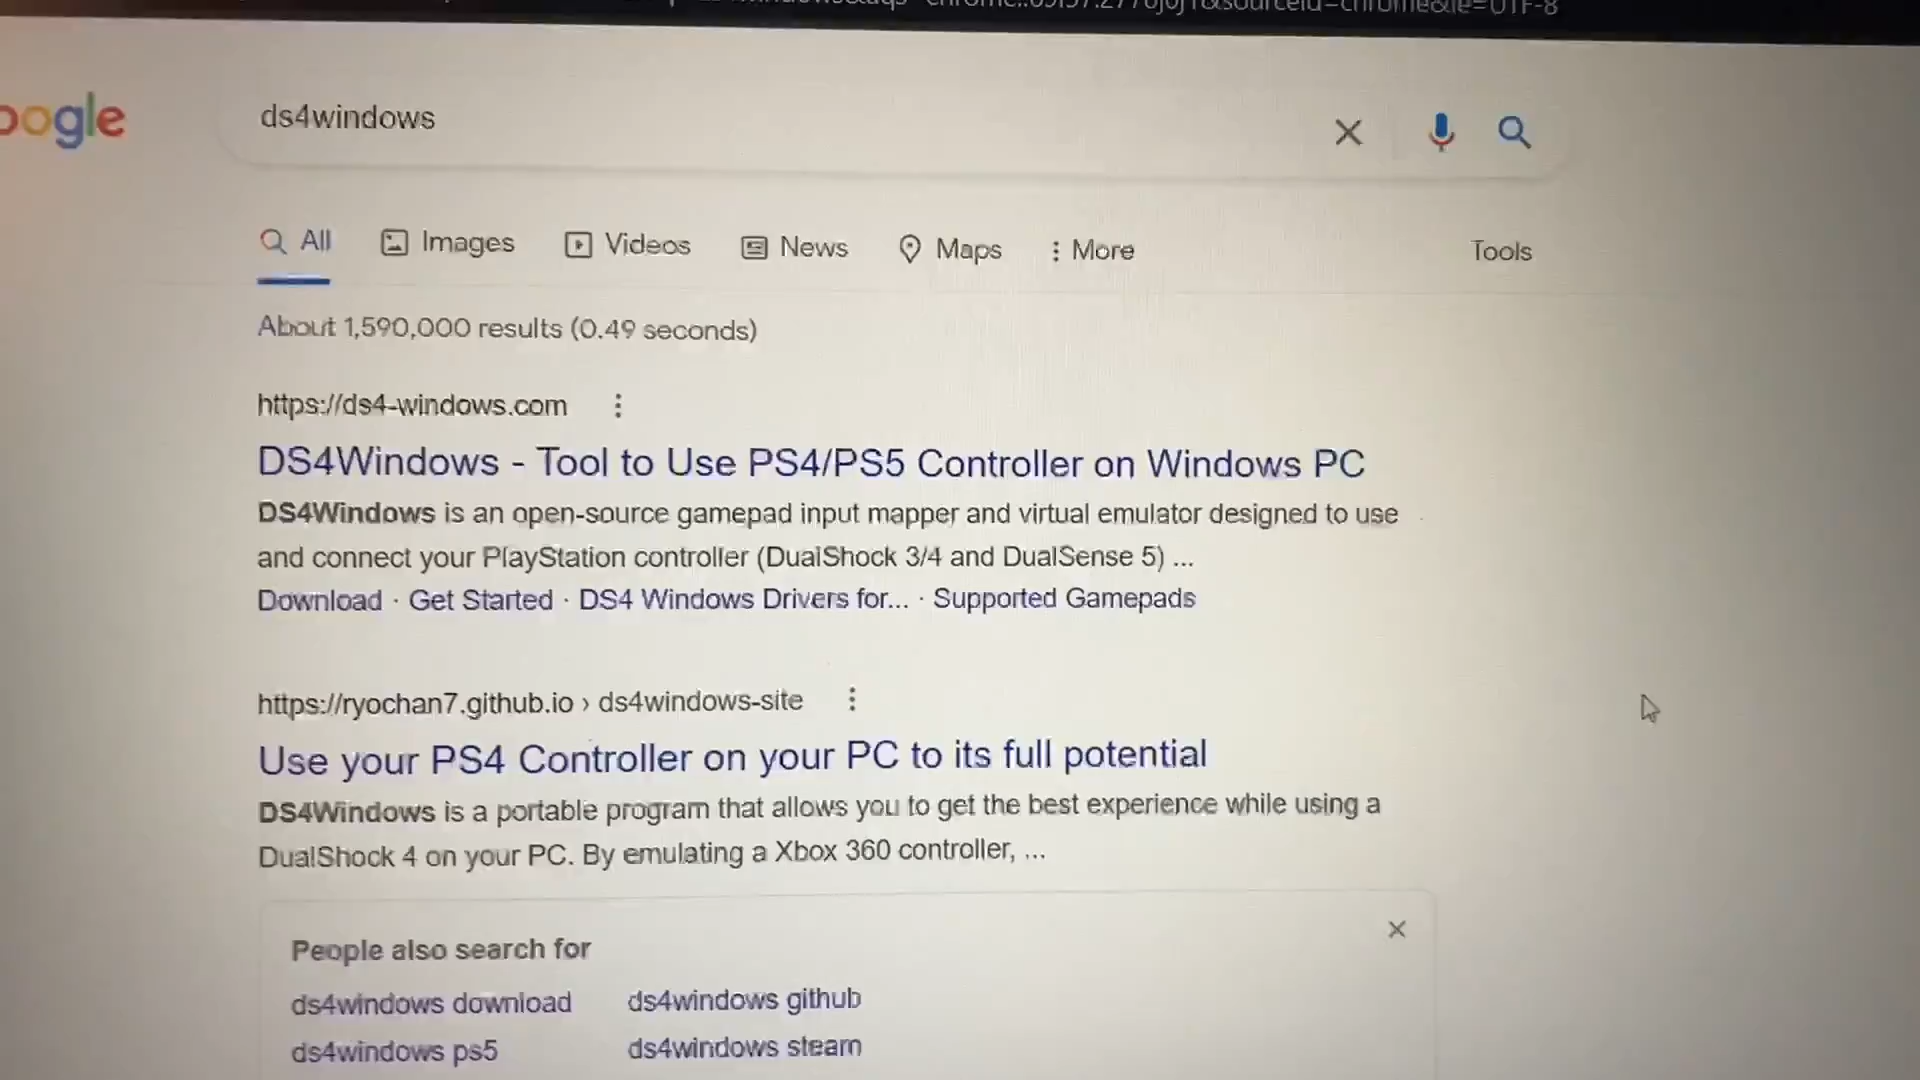 oogle
ds4windows
All Images Videos News Maps More Tools
About 1,590,000 results (0.49 seconds)
https://ds4-windows.com
DS4Windows - Tool to Use PS4/PS5 Controller on Windows PC
DS4Windows is an open-source gamepad input mapper and virtual emulator designed to use
and connect your PlayStation controller (DualShock 3/4 and DualSense 5) ...
Download · Get Started · DS4 Windows Drivers for... · Supported Gamepads
https://ryochan7.github.io › ds4windows-site
Use your PS4 Controller on your PC to its full potential
DS4Windows is a portable program that allows you to get the best experience while using a
DualShock 4 on your PC. By emulating a Xbox 360 controller, ...
People also search for
ds4windows download ds4windows github
ds4windows ps5 ds4windows steam